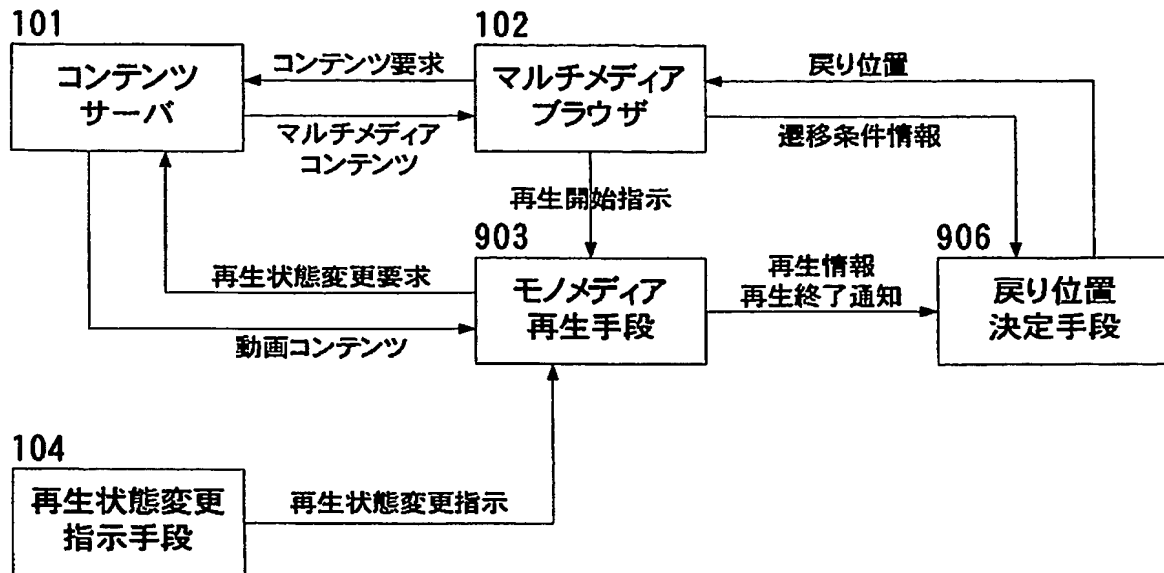 101
コンテンツ
サーバ
コンテンツ要求
マルチメディア
コンテンツ
102
マルチメディア
ブラウザ
戻り位置
遷移条件情報
再生開始指示
903
モノメディア
再生手段
再生状態変更要求
動画コンテンツ
再生情報
再生終了通知
906
戻り位置
決定手段
104
再生状態変更
指示手段
再生状態変更指示